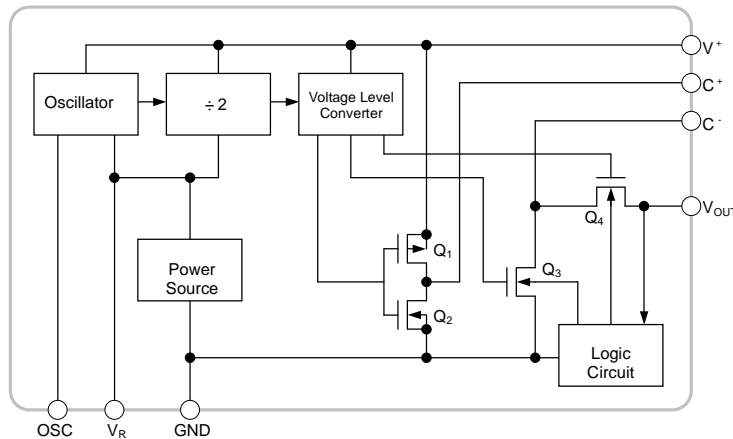 V+
C+
Oscillator
÷ 2
Voltage Level
Converter
C-
VOUT
Q4
Q1
Power
Source
Q3
Q2
Logic
Circuit
OSC
VR
GND